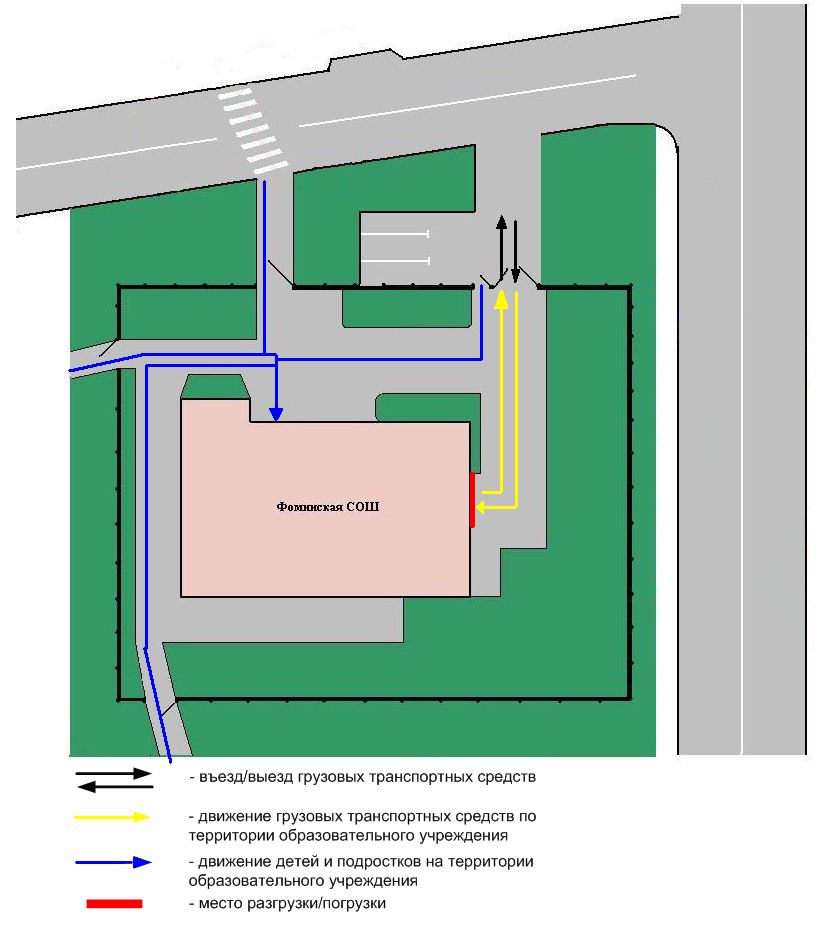 Фоминская СОШ
- въезд/выезд грузовых транспортных средств
- движение грузовых транспортных средств по
территории образовательного учреждения
- движение детей и подростков на территории
образовательного учреждения
- место разгрузки/погрузки